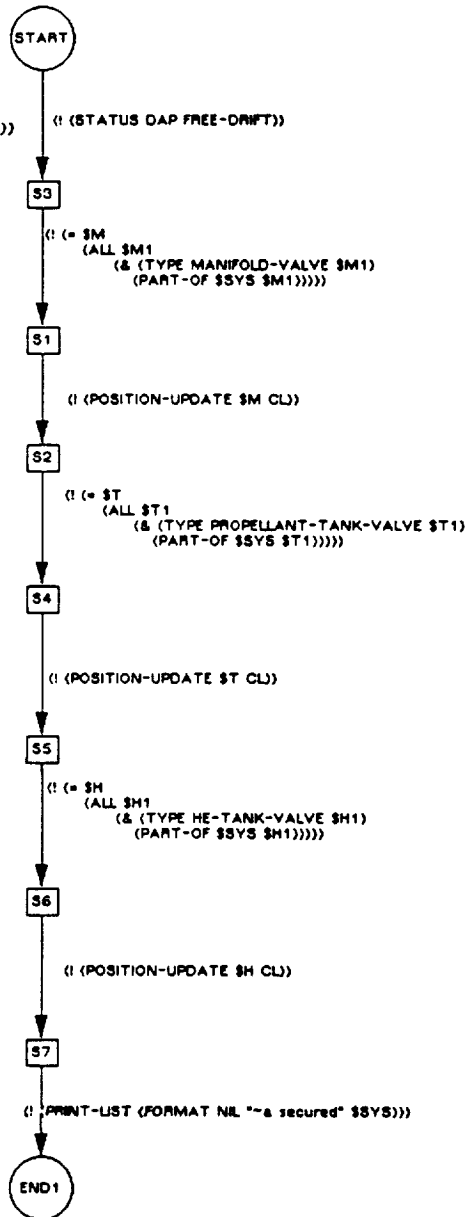 START
))
(! (STATUS DAP FREE-DRIFT))
S3
(! (= $M
(ALL $M1
(& (TYPE MANIFOLD-VALVE $M1)
(PART-OF $SYS $M1)))))
S1
(! (POSITION-UPDATE $M CL))
S2
(! (= $T
(ALL $T1
(& (TYPE PROPELLANT-TANK-VALVE $T1)
(PART-OF $SYS $T1)))))
S4
(! (POSITION-UPDATE $T CL))
S5
(! (= $H
(ALL $H1
(& (TYPE HE-TANK-VALVE $H1)
(PART-OF $SYS $H1)))))
S6
(! (POSITION-UPDATE $H CL))
S7
(! (PRINT-LIST (FORMAT NIL "~a secured" $SYS)))
END1